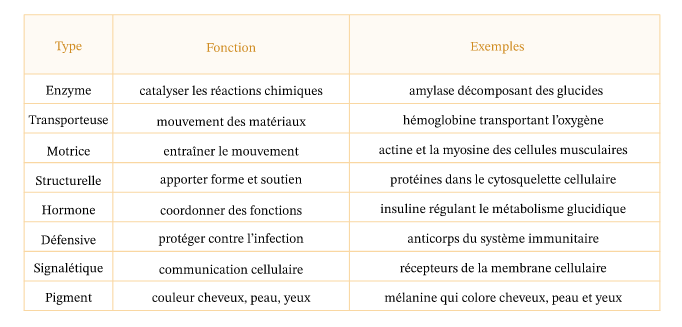 Type Fonction Exemples
Enzyme catalyser les réactions chimiques amylase décomposant des glucides
Transporteuse mouvement des matériaux hémoglobine transportant l’oxygène
Motrice entraîner le mouvement actine et la myosine des cellules musculaires
Structurelle apporter forme et soutien protéines dans le cytosquelette cellulaire
Hormone coordonner des fonctions insuline régulant le métabolisme glucidique
Défensive protéger contre l’infection anticorps du système immunitaire
Signalétique communication cellulaire récepteurs de la membrane cellulaire
Pigment couleur cheveux, peau, yeux mélanine qui colore cheveux, peau et yeux